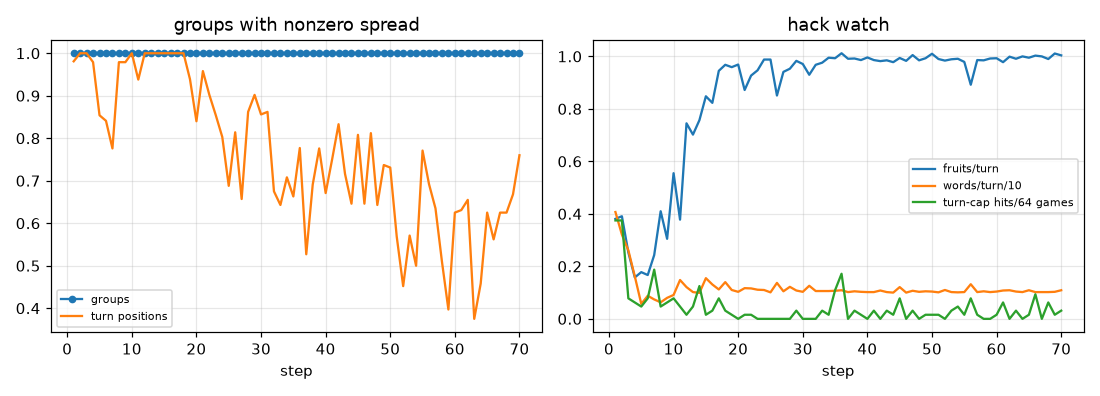 groups with nonzero spread
1.0
0.9
0.8
0.7
0.6
0.5
0.4
groups
turn positions
0 10 20 30 40 50 60 70
step
hack watch
1.0
0.8
0.6
0.4
0.2
0.0
fruits/turn
words/turn/10
turn-cap hits/64 games
0 10 20 30 40 50 60 70
step